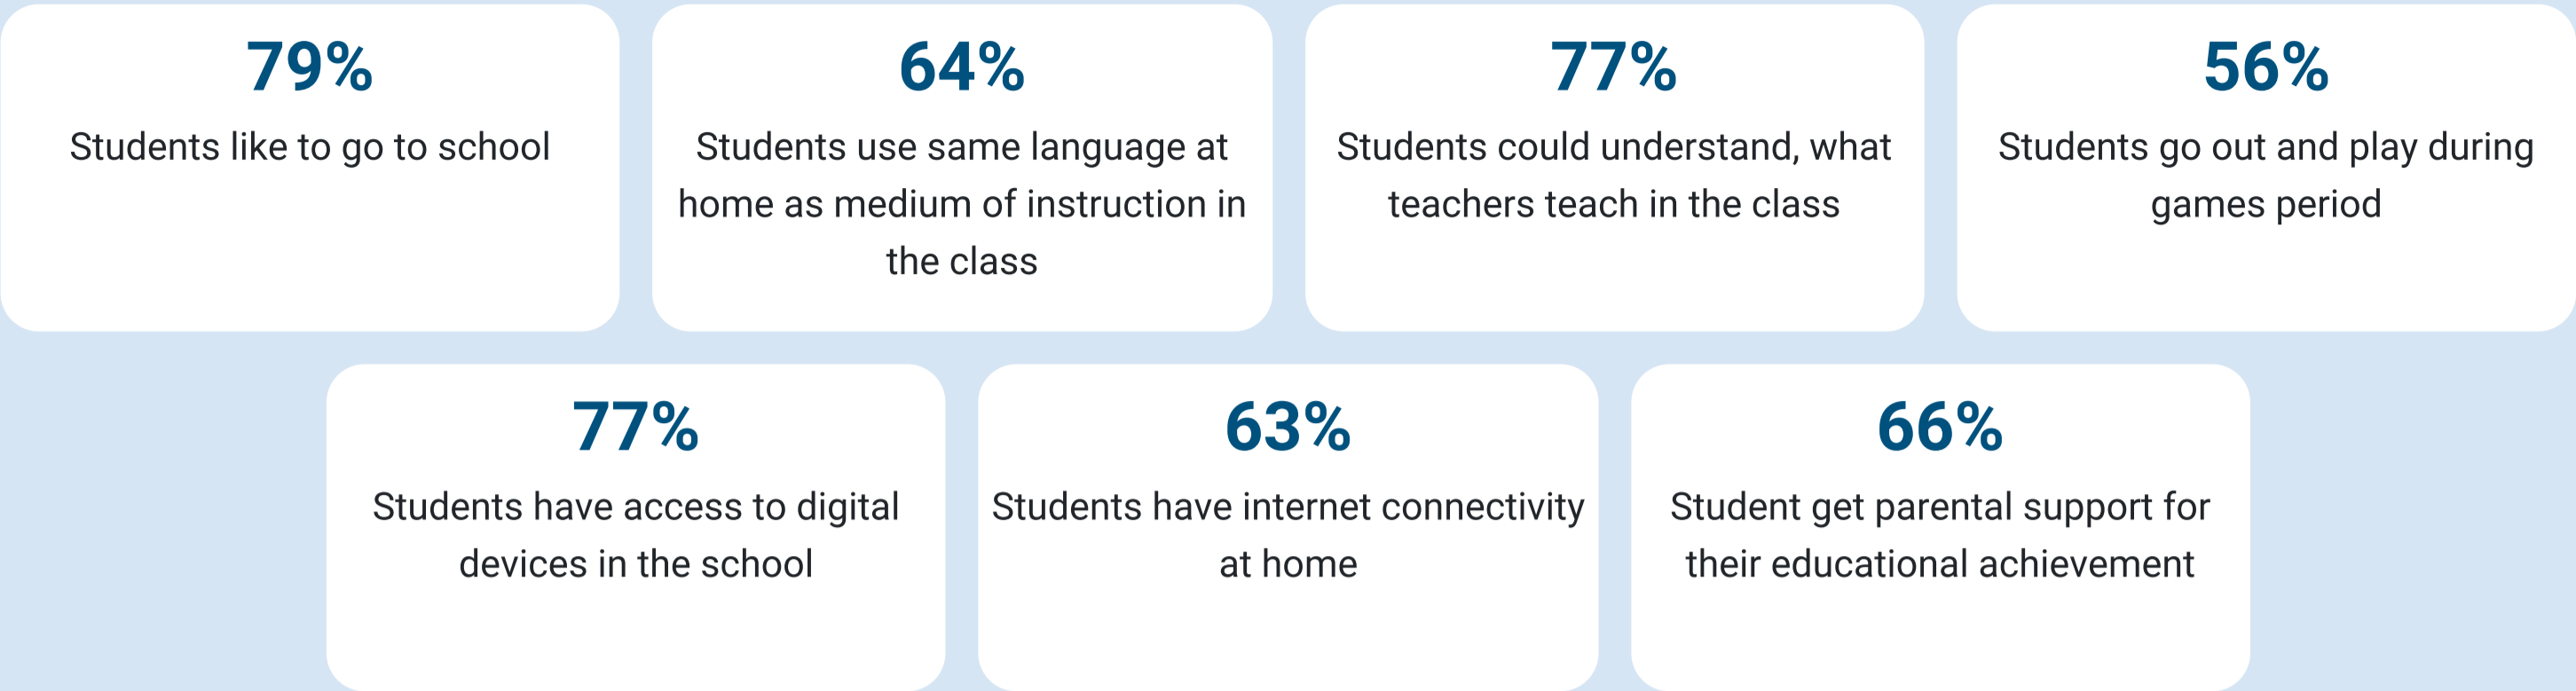 79%
Students like to go to school
64%
Students use same language at
home as medium of instruction in
the class
77%
Students could understand, what
teachers teach in the class
56%
Students go out and play during
games period
77%
Students have access to digital
devices in the school
63%
Students have internet connectivity
at home
66%
Student get parental support for
their educational achievement